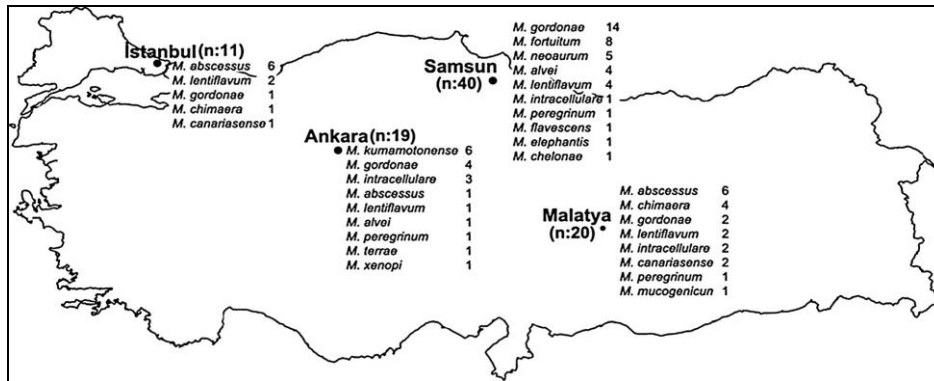 İstanbul (n:11)
M. abscessus 6
M. lentiflavum 2
M. gordonae 1
M. chimaera 1
M. canariasense 1
Samsun
(n:40)
M. gordonae 14
M. fortuitum 8
M. neoaurum 5
M. alvei 4
M. lentiflavum 4
M. intracellulare 1
M. peregrinum 1
M. flavescens 1
M. elephantis 1
M. chelonae 1
Ankara (n:19)
M. kumamotonense 6
M. gordonae 4
M. intracellulare 3
M. abscessus 1
M. lentiflavum 1
M. alvei 1
M. peregrinum 1
M. terrae 1
M. xenopi 1
Malatya
(n:20)
M. abscessus 6
M. chimaera 4
M. gordonae 2
M. lentiflavum 2
M. intracellulare 2
M. canariasense 2
M. peregrinum 1
M. mucogenicun 1